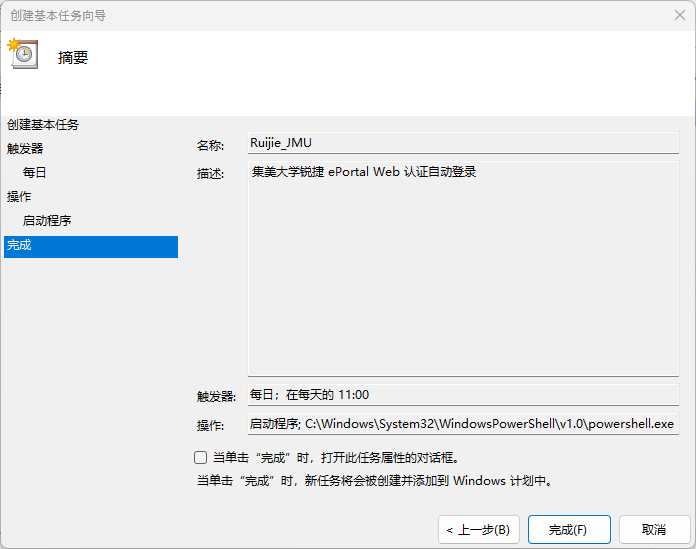 创建基本任务向导
摘要
创建基本任务
触发器
每日
操作
启动程序
完成
名称:
Ruijie_JMU
描述:
集美大学锐捷 ePortal Web 认证自动登录
触发器:
每日；在每天的 11:00
操作:
启动程序; C:\Windows\System32\WindowsPowerShell\v1.0\powershell.exe
当单击“完成”时，打开此任务属性的对话框。
当单击“完成”时，新任务将会被创建并添加到 Windows 计划中。
< 上一步(B)
完成(F)
取消